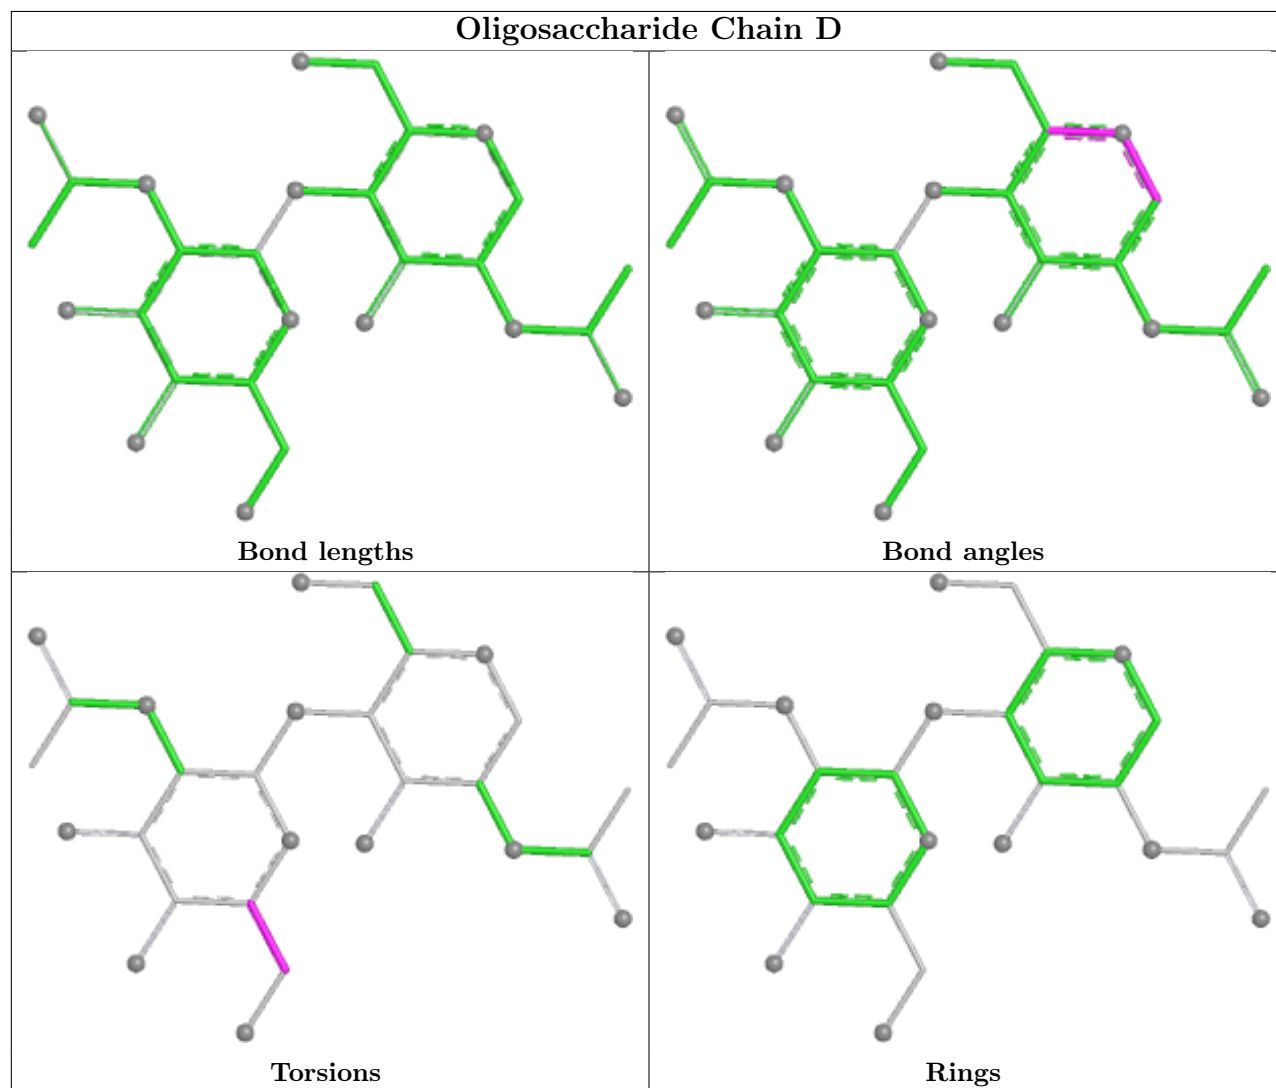 Oligosaccharide Chain D
Bond lengths
Bond angles
Torsions
Rings